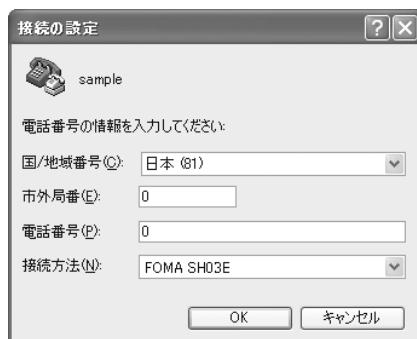 接続の設定
sample
電話番号の情報を入力してください:
国/地域番号(C): 日本 (81)
市外局番(E): 0
電話番号(P): 0
接続方法(N): FOMA SH03E
OK キャンセル